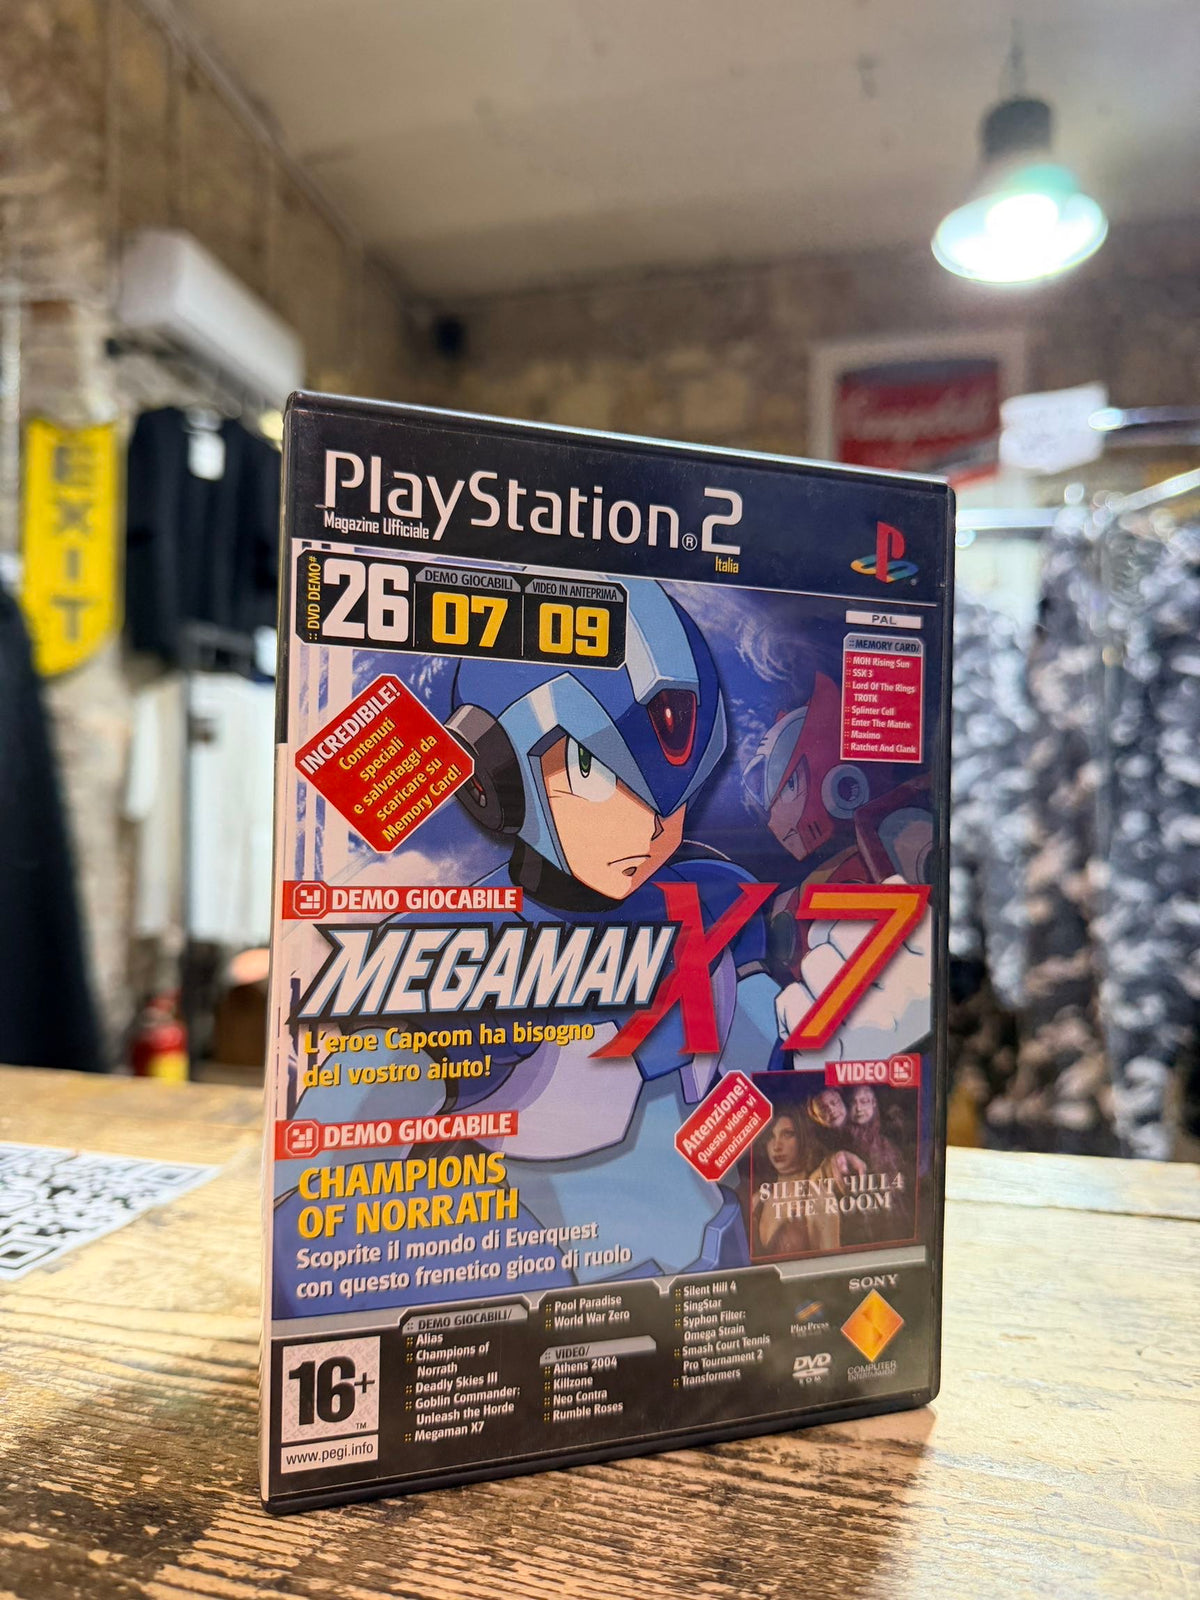 EXIT
PlayStation®2
Magazine Ufficiale
Italia
PAL
:: DVD DEMO#
26
DEMO GIOCABILI
07
VIDEO IN ANTEPRIMA
09
:: MEMORY CARD/
:: MOH Rising Sun
:: SSX 3
:: Lord Of The Rings
TROTK
:: Splinter Cell
:: Enter The Matrix
:: Maximo
:: Ratchet And Clank
INCREDIBILE!
Contenuti
speciali
e salvataggi da
scaricare su
Memory Card!
DEMO GIOCABILE
MEGAMAN X7
L'eroe Capcom ha bisogno
del vostro aiuto!
VIDEO
Attenzione!
Questo video vi
terrorizzerà!
SILENT HILL 4
THE ROOM
DEMO GIOCABILE
CHAMPIONS
OF NORRATH
Scoprite il mondo di Everquest
con questo frenetico gioco di ruolo
16+
TM
www.pegi.info
:: DEMO GIOCABILI/
:: Alias
:: Champions of
Norrath
:: Deadly Skies III
:: Goblin Commander:
Unleash the Horde
:: Megaman X7
:: Pool Paradise
:: World War Zero
:: VIDEO/
:: Athens 2004
:: Killzone
:: Neo Contra
:: Rumble Roses
:: Silent Hill 4
:: SingStar
:: Syphon Filter:
Omega Strain
:: Smash Court Tennis
Pro Tournament 2
:: Transformers
Play Press
DVD
ROM
SONY
COMPUTER
ENTERTAINMENT